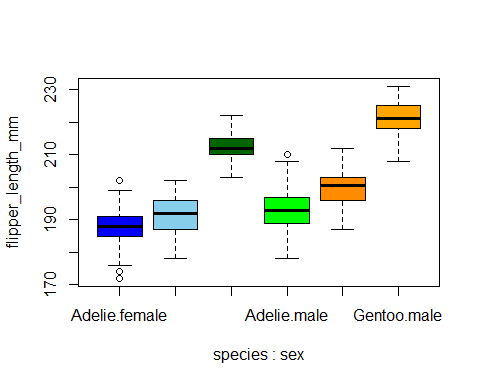 flipper_length_mm
230
210
190
170
Adelie.female Adelie.male Gentoo.male
species : sex